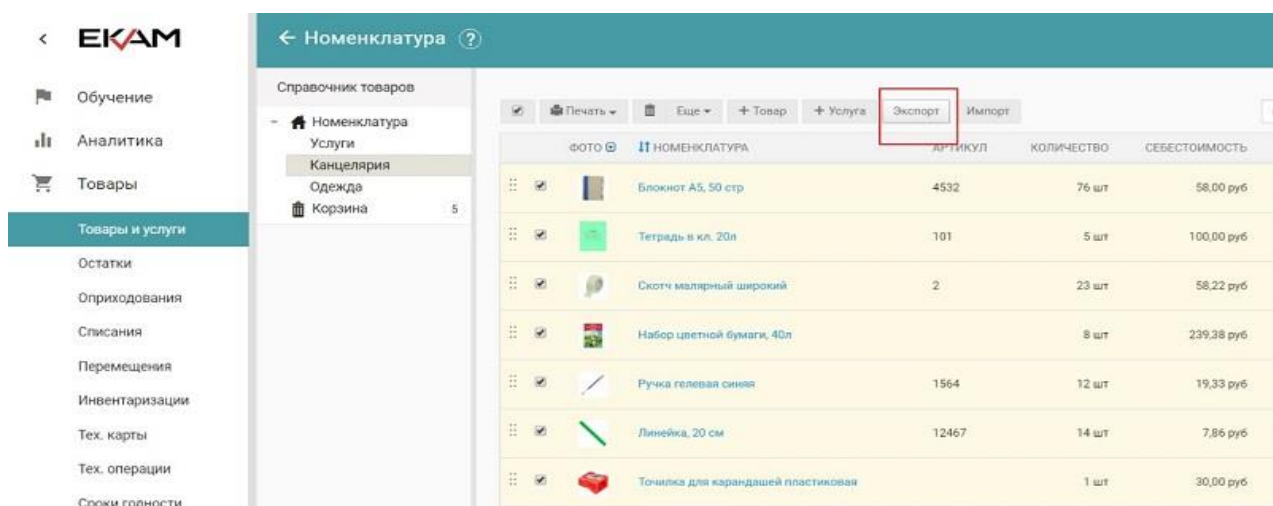 ЕКАМ
Обучение
Аналитика
Товары
Товары и услуги
Остатки
Оприходования
Списания
Перемещения
Инвентаризации
Тех. карты
Тех. операции
Сроки годности
← Номенклатура ?
Справочник товаров
Номенклатура
Услуги
Канцелярия
Одежда
Корзина 5
Печать Еще + Товар + Услуга Экспорт Импорт
ФОТО НОМЕНКЛАТУРА АРТИКУЛ КОЛИЧЕСТВО СЕБЕСТОИМОСТЬ
Блокнот А5, 50 стр 4532 76 шт 58,00 руб
Тетрадь в кл. 20л 101 5 шт 100,00 руб
Скотч малярный широкий 2 23 шт 58,22 руб
Набор цветной бумаги, 40л 8 шт 239,38 руб
Ручка гелевая синяя 1564 12 шт 19,33 руб
Линейка, 20 см 12467 14 шт 7,86 руб
Точилка для карандашей пластиковая 1 шт 30,00 руб